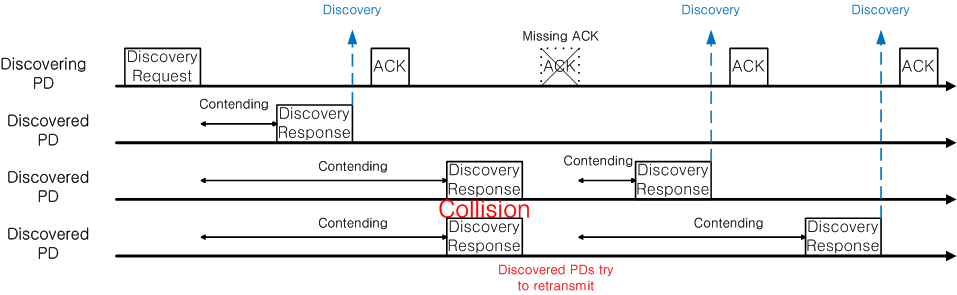 Discovery
Discovery
Discovery
Missing ACK
Discovering
PD
Discovery
Request
ACK
ACK
ACK
ACK
Contending
Discovered
PD
Discovery
Response
Contending
Contending
Discovered
PD
Discovery
Response
Discovery
Response
Collision
Contending
Contending
Discovered
PD
Discovery
Response
Discovery
Response
Discovered PDs try
to retransmit